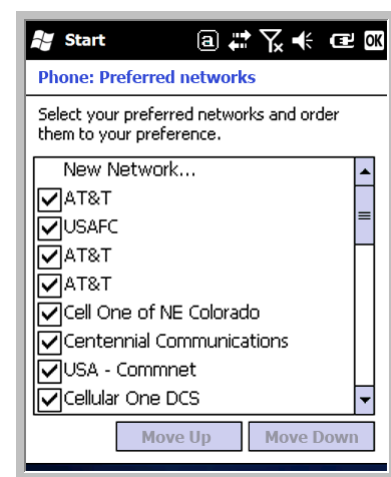 Start
a
OK
Phone: Preferred networks
Select your preferred networks and order
them to your preference.
New Network...
AT&T
USAFC
AT&T
AT&T
Cell One of NE Colorado
Centennial Communications
USA - Commnet
Cellular One DCS
Move Up
Move Down